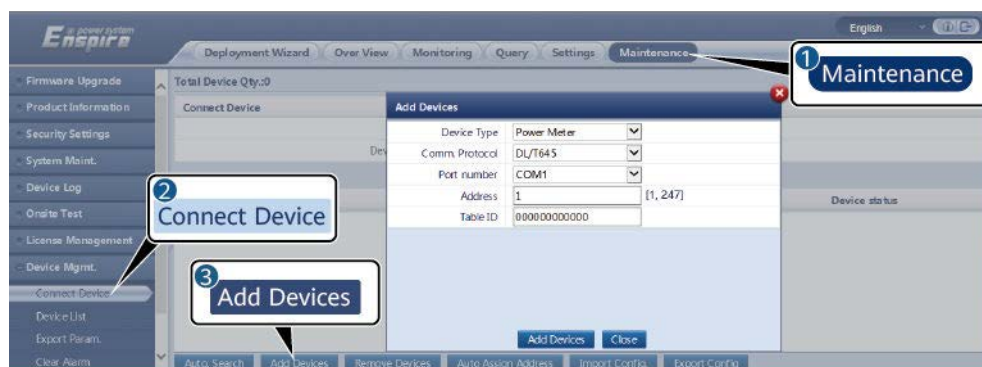 Enspire
English
Deployment Wizard Over View Monitoring Query Settings Maintenance
1
Maintenance
Firmware Upgrade
Product Information
Security Settings
System Maint.
Device Log
Onsite Test
License Management
Device Mgmt.
Connect Device
Device List
Export Param.
Clear Alarm
Total Device Qty.:0
Connect Device
Dev
Device status
2
Connect Device
3
Add Devices
Add Devices
Device Type Power Meter
Comm. Protocol DL/T645
Port number COM1
Address 1 [1, 247]
Table ID 000000000000
Add Devices Close
Auto. Search Add Devices Remove Devices Auto Assign Address Import Config. Export Config.